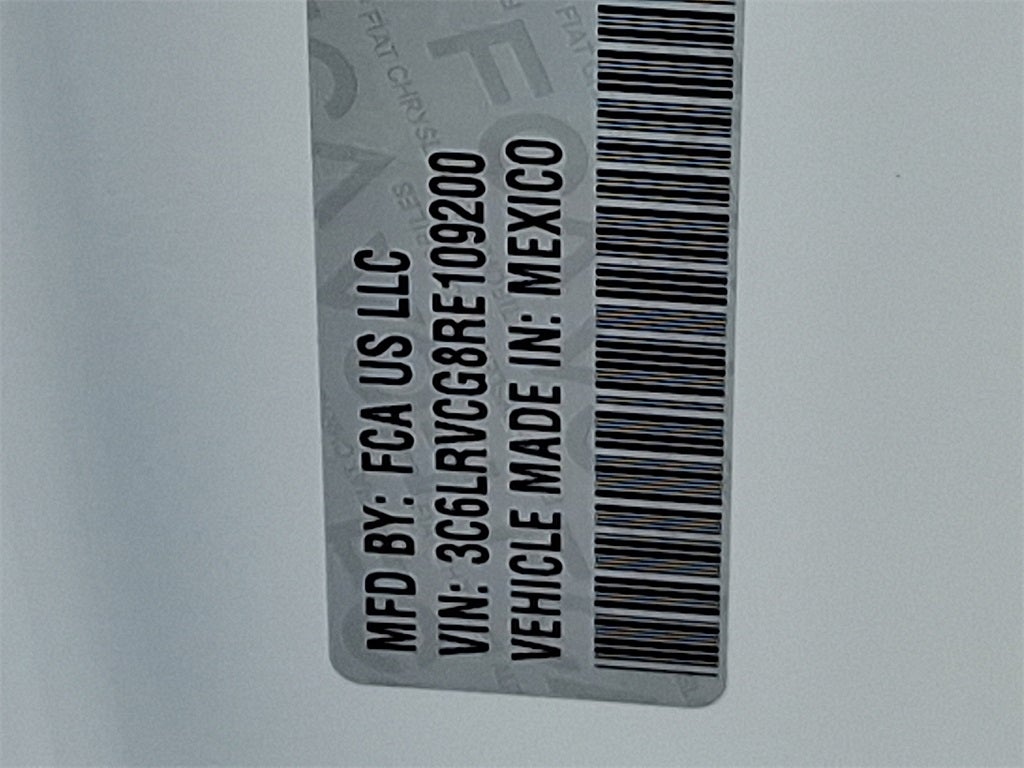 MFD BY: FCA US LLC
VIN: 3C6LRVCG8RE109200
VEHICLE MADE IN: MEXICO